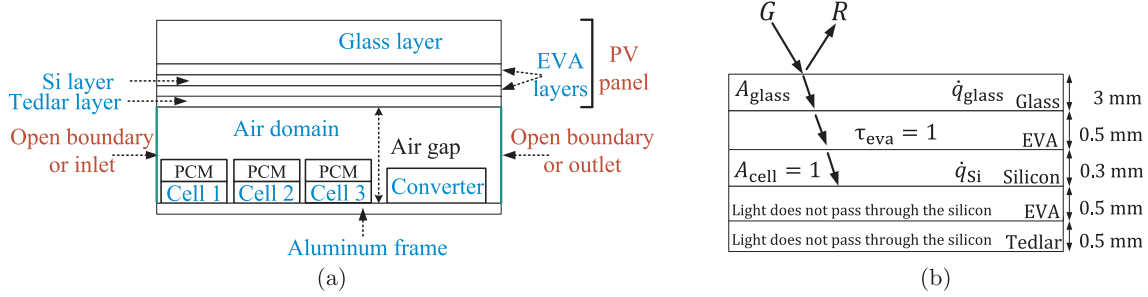 Glass layer
EVA
layers
PV
panel
Si layer
Tedlar layer
Open boundary
or inlet
Air domain
Air gap
Open boundary
or outlet
PCM
PCM
PCM
Cell 1
Cell 2
Cell 3
Converter
Aluminum frame
(a)
G
R
A_glass
q̇_glass
Glass
3 mm
τ_eva = 1
EVA
0.5 mm
A_cell = 1
q̇_Si
Silicon
0.3 mm
Light does not pass through the silicon
EVA
0.5 mm
Light does not pass through the silicon
Tedlar
0.5 mm
(b)